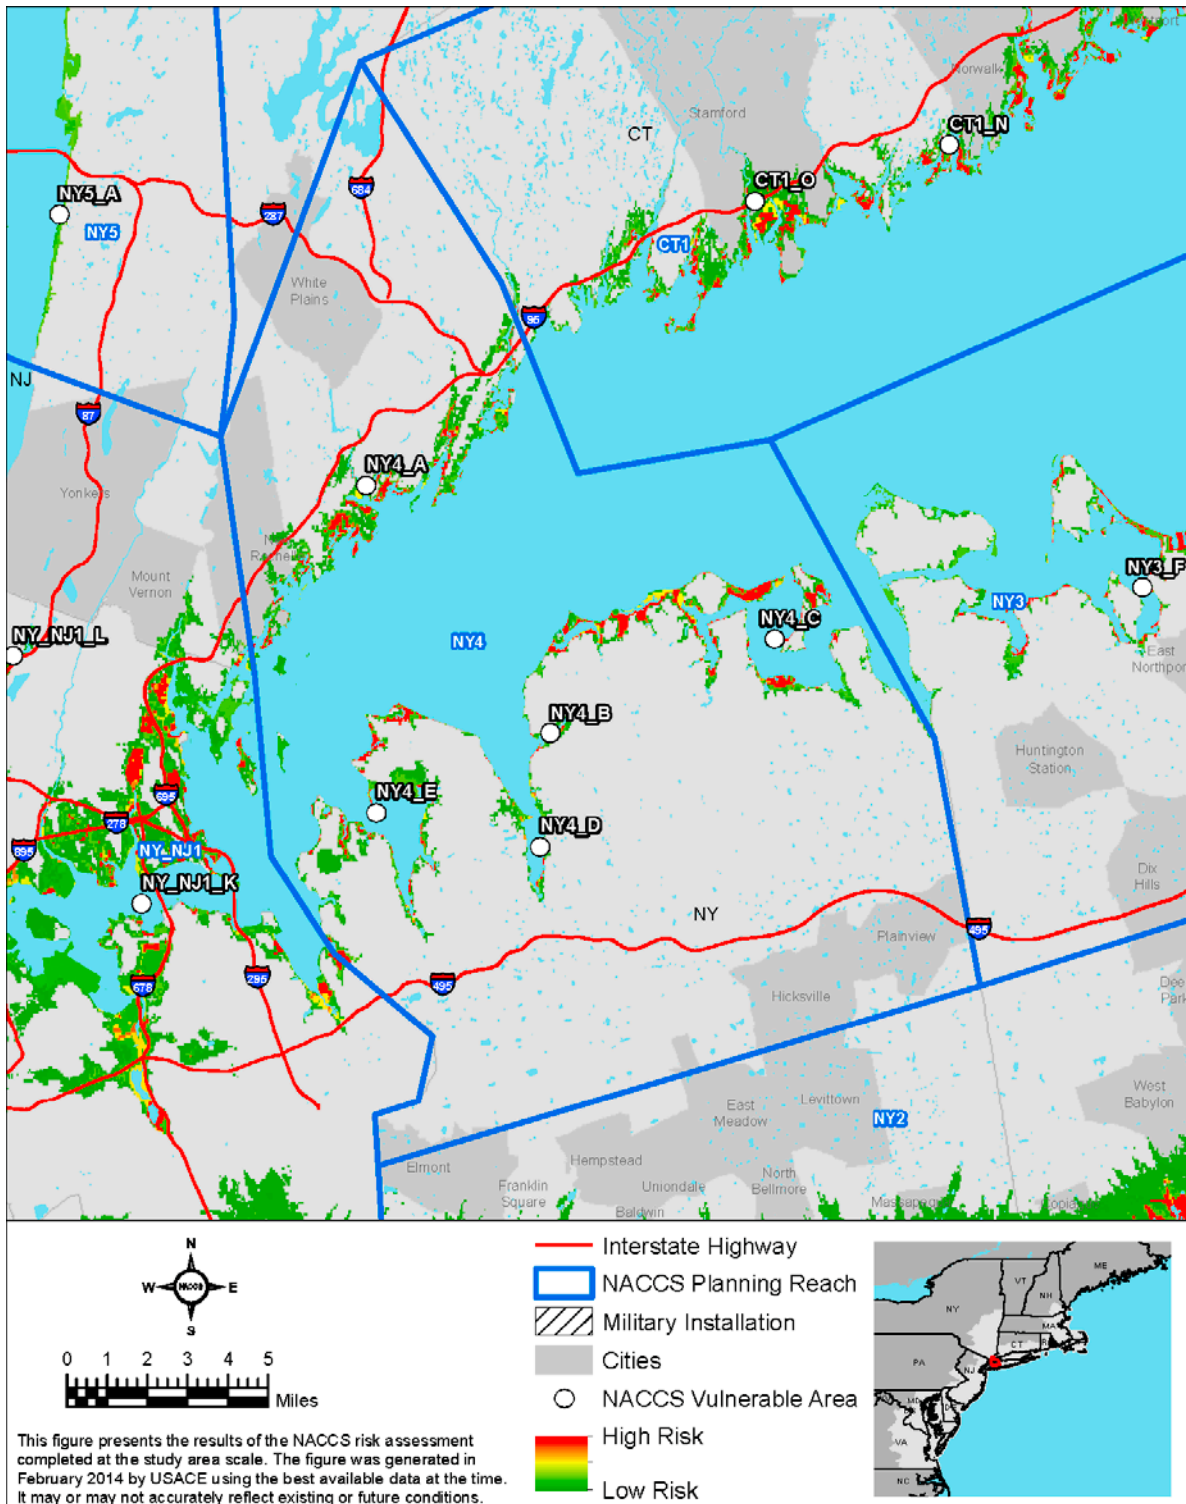 Norwalk
Stamford
CT
CT1_N
CT1_O
684
NY5_A
287
NY5
CT1
White
Plains
95
NJ
87
NY4_A
Yonkers
Mount
Vernon
NY_NJ1_L
NY4
NY4_C
NY3
NY3_F
East
Northport
NY4_B
Huntington
Station
NY4_E
695
278
895
NY_NJ1
NY4_D
NY_NJ1_K
NY
Dix
Hills
Plainview
495
678
295
495
Hicksville
Deer
Park
West
Babylon
East
Meadow
Levittown
NY2
Elmont
Hempstead
Franklin
Square
Uniondale
North
Bellmore
Baldwin
N
W NACCS E
S
0 1 2 3 4 5
Miles
Interstate Highway
NACCS Planning Reach
Military Installation
Cities
NACCS Vulnerable Area
High Risk
Low Risk
ME
VT
NH
NY
MA
CT
PA
NJ
MD
VA
NC
This figure presents the results of the NACCS risk assessment
completed at the study area scale. The figure was generated in
February 2014 by USACE using the best available data at the time.
It may or may not accurately reflect existing or future conditions.